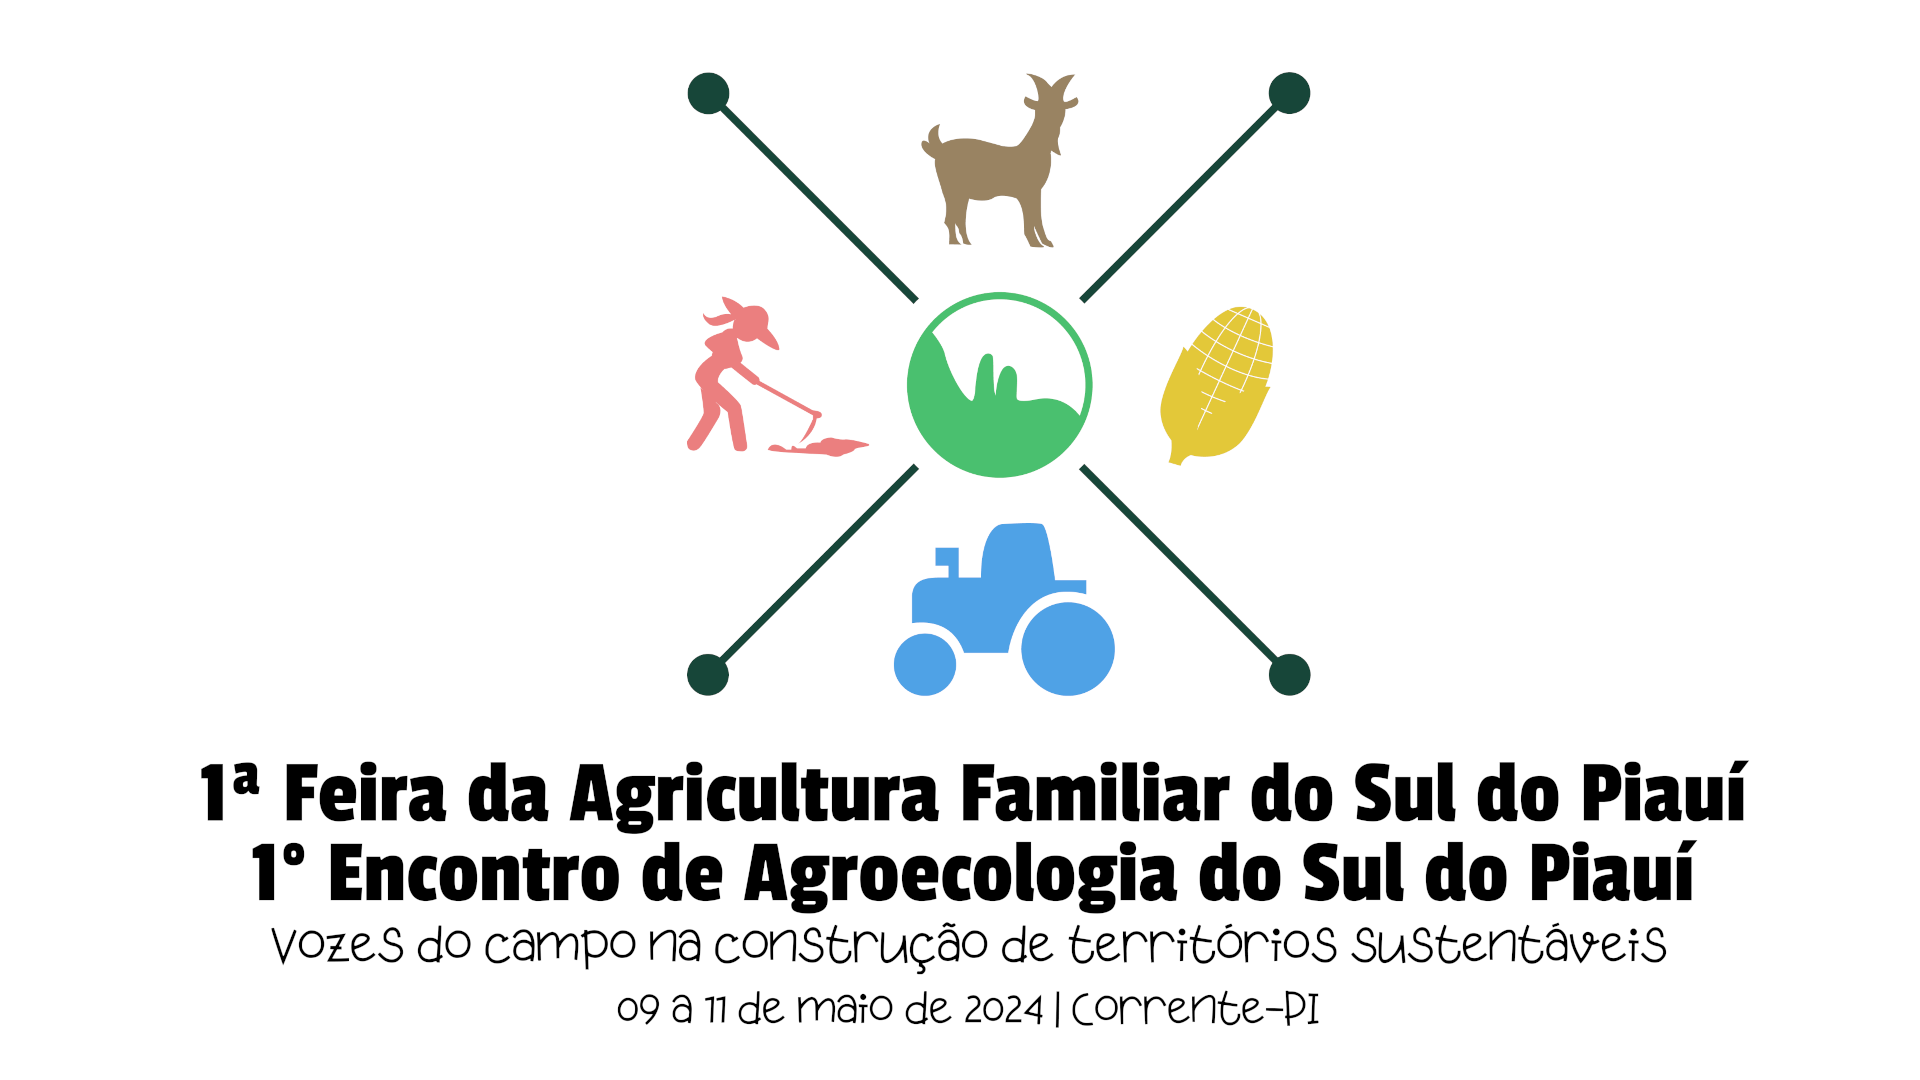 1ª Feira da Agricultura Familiar do Sul do Piauí
1º Encontro de Agroecologia do Sul do Piauí
Vozes do campo na construção de territórios sustentáveis
09 a 11 de maio de 2024 | Corrente-PI